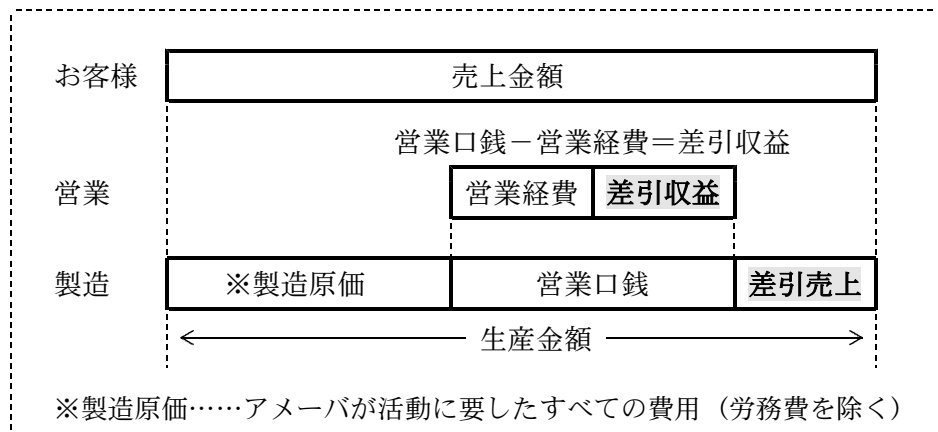 お客様 売上金額
営業口銭－営業経費＝差引収益
営業 営業経費 差引収益
製造 ※製造原価 営業口銭 差引売上
生産金額
※製造原価……アメーバが活動に要したすべての費用（労務費を除く）